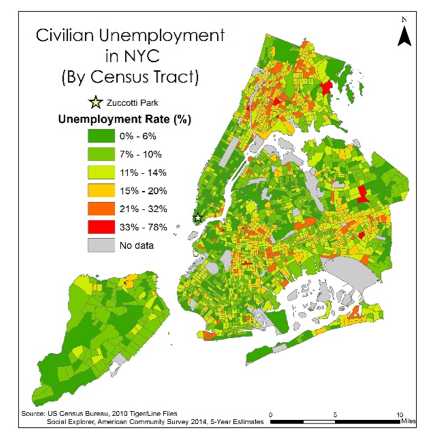 Civilian Unemployment
in NYC
(By Census Tract)
N
Zuccotti Park
Unemployment Rate (%)
0% - 6%
7% - 10%
11% - 14%
15% - 20%
21% - 32%
33% - 78%
No data
Source: US Census Bureau, 2010 Tiger/Line Files
Social Explorer, American Community Survey 2014, 5-Year Estimates
0 5 10
Miles